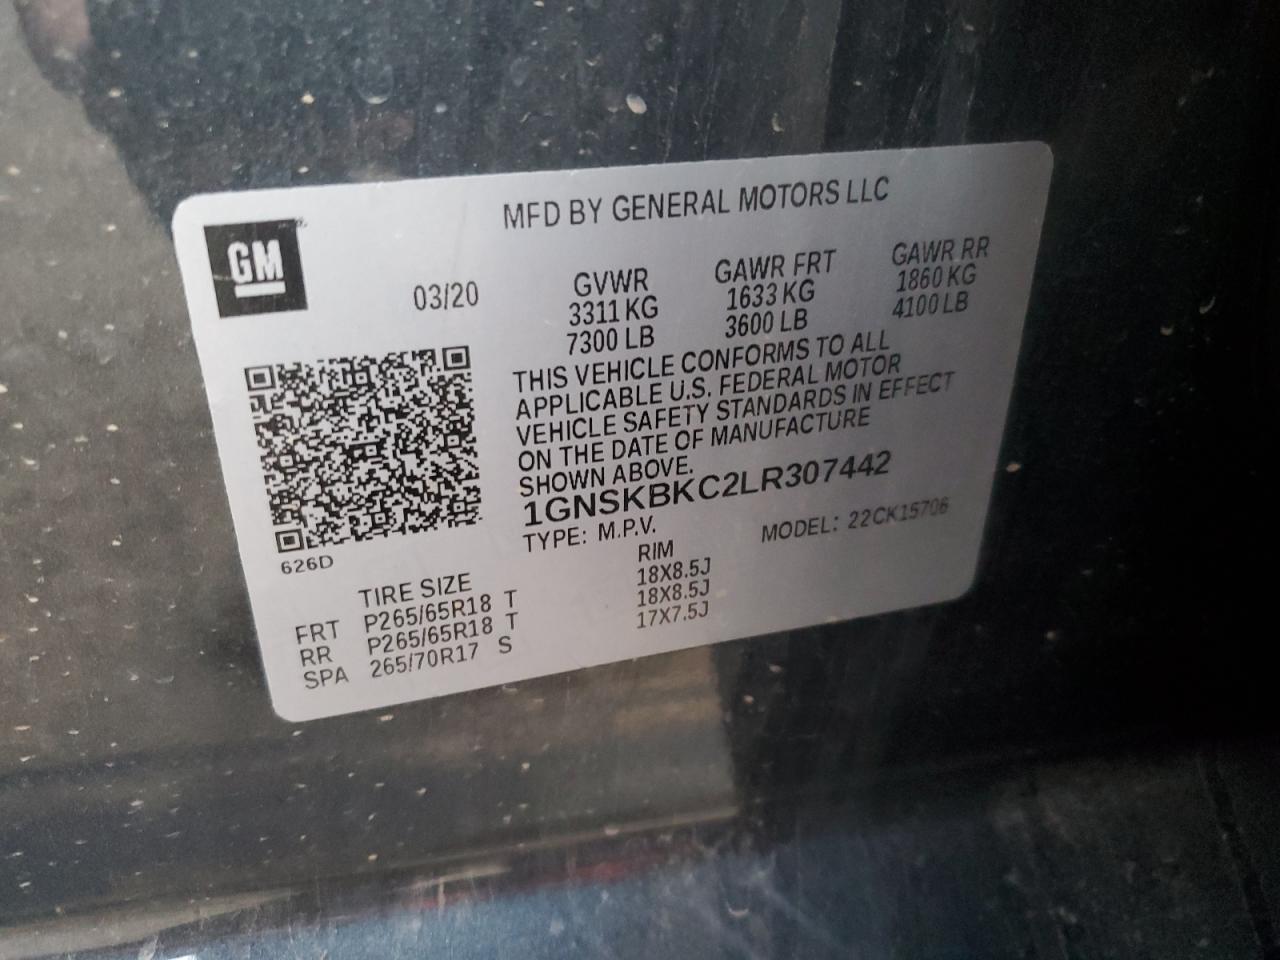 MFD BY GENERAL MOTORS LLC
GM
03/20
GVWR
3311 KG
7300 LB
GAWR FRT
1633 KG
3600 LB
GAWR RR
1860 KG
4100 LB
THIS VEHICLE CONFORMS TO ALL
APPLICABLE U.S. FEDERAL MOTOR
VEHICLE SAFETY STANDARDS IN EFFECT
ON THE DATE OF MANUFACTURE
SHOWN ABOVE.
1GNSKBKC2LR307442
TYPE: M.P.V.
MODEL: 22CK15706
626D
TIRE SIZE RIM
FRT P265/65R18 T 18X8.5J
RR P265/65R18 T 18X8.5J
SPA 265/70R17 S 17X7.5J